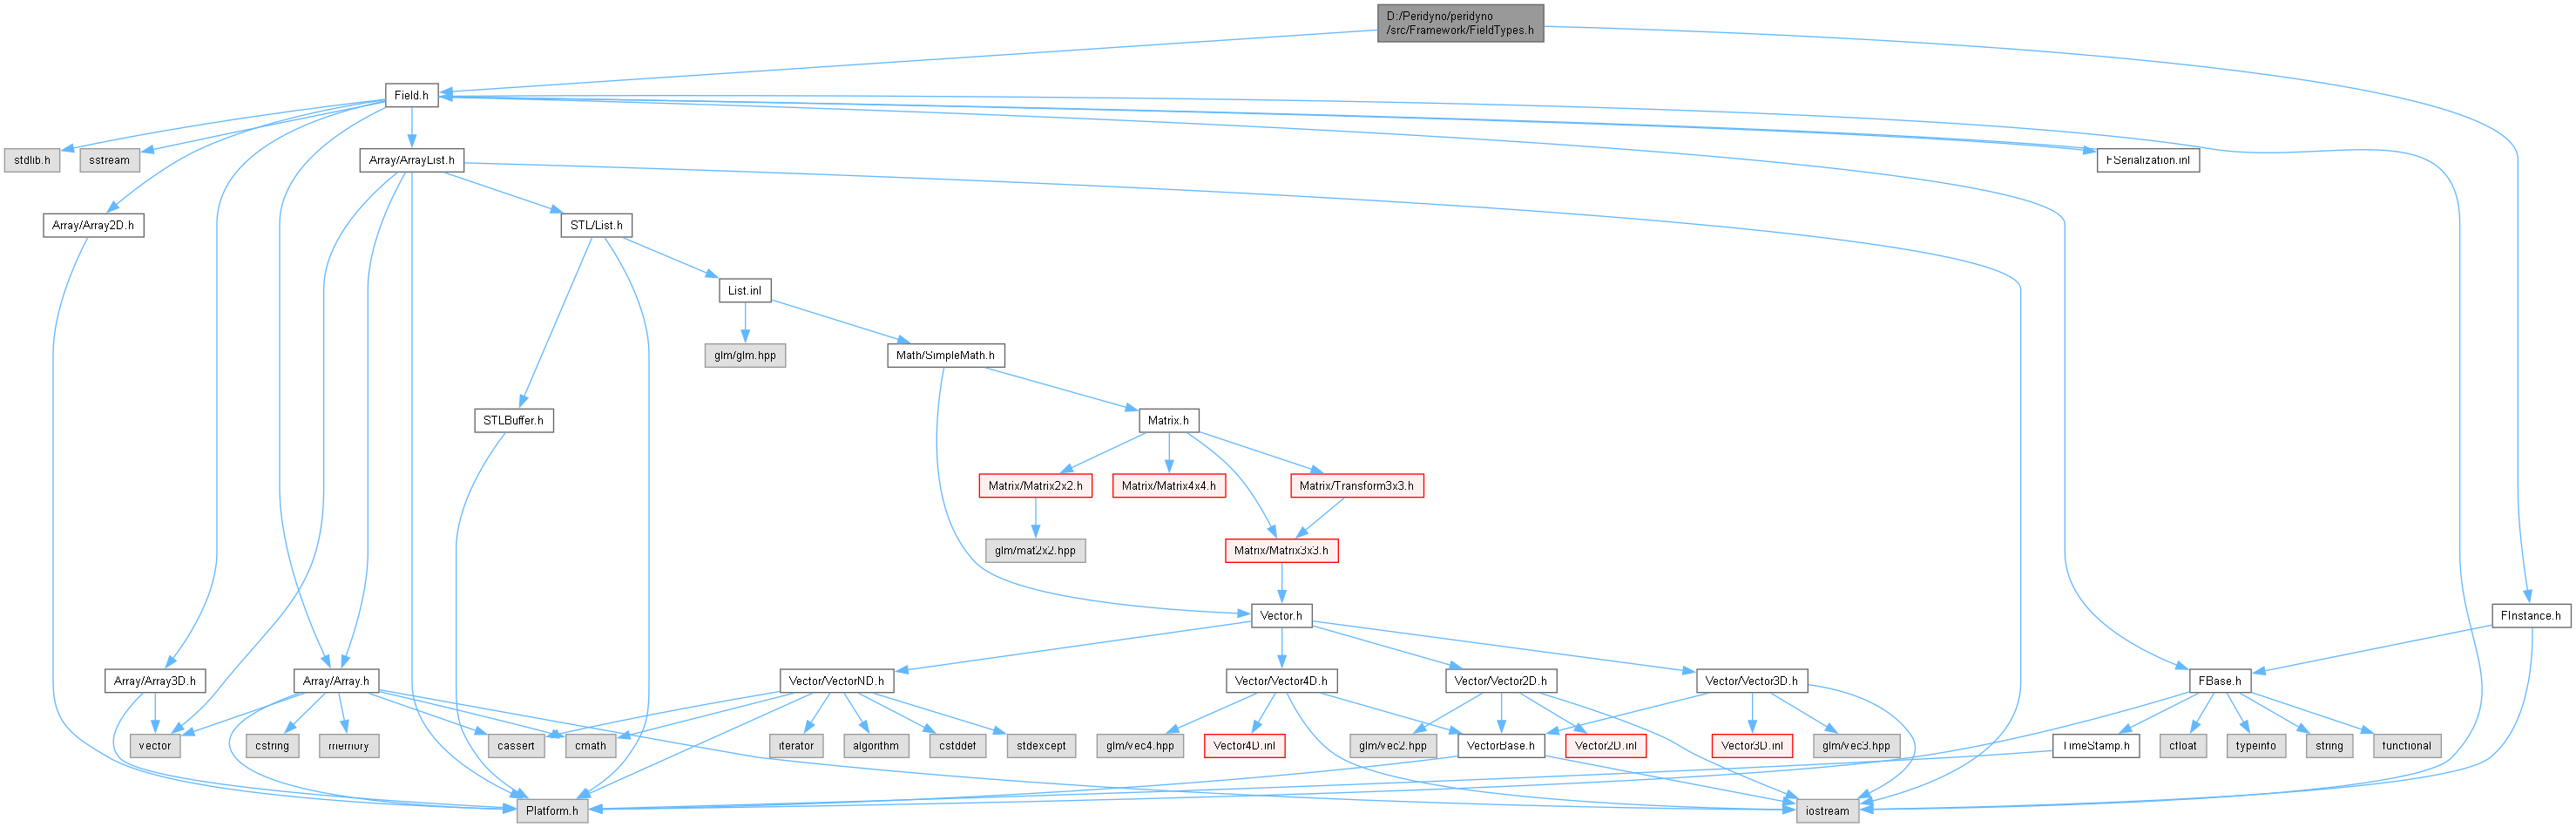 D:/Peridyno/peridyno
/src/Framework/FieldTypes.h
Field.h
stdlib.h
sstream
Array/ArrayList.h
FSerialization.inl
Array/Array2D.h
STL/List.h
List.inl
glm/glm.hpp
Math/SimpleMath.h
STLBuffer.h
Matrix.h
Matrix/Matrix2x2.h
Matrix/Matrix4x4.h
Matrix/Transform3x3.h
glm/mat2x2.hpp
Matrix/Matrix3x3.h
Vector.h
FInstance.h
Array/Array3D.h
Array/Array.h
Vector/VectorND.h
Vector/Vector4D.h
Vector/Vector2D.h
Vector/Vector3D.h
FBase.h
vector
cstring
memory
cassert
cmath
iterator
algorithm
cstddef
stdexcept
glm/vec4.hpp
Vector4D.inl
glm/vec2.hpp
VectorBase.h
Vector2D.inl
Vector3D.inl
glm/vec3.hpp
TimeStamp.h
cfloat
typeinfo
string
functional
Platform.h
iostream